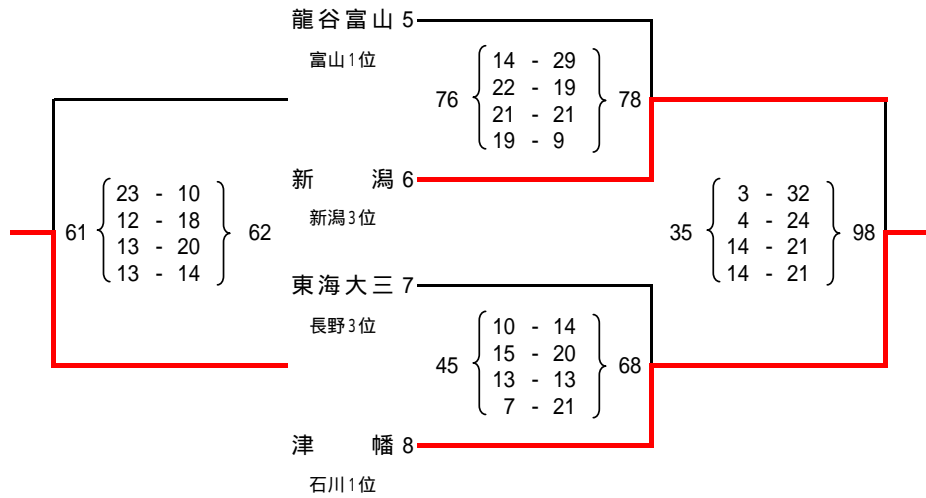 龍谷富山 5
富山1位
76 14 - 29 78
22 - 19
21 - 21
19 - 9
新 潟 6
新潟3位
61 23 - 10 62
12 - 18
13 - 20
13 - 14
35 3 - 32 98
4 - 24
14 - 21
14 - 21
東海大三 7
長野3位
45 10 - 14 68
15 - 20
13 - 13
7 - 21
津 幡 8
石川1位